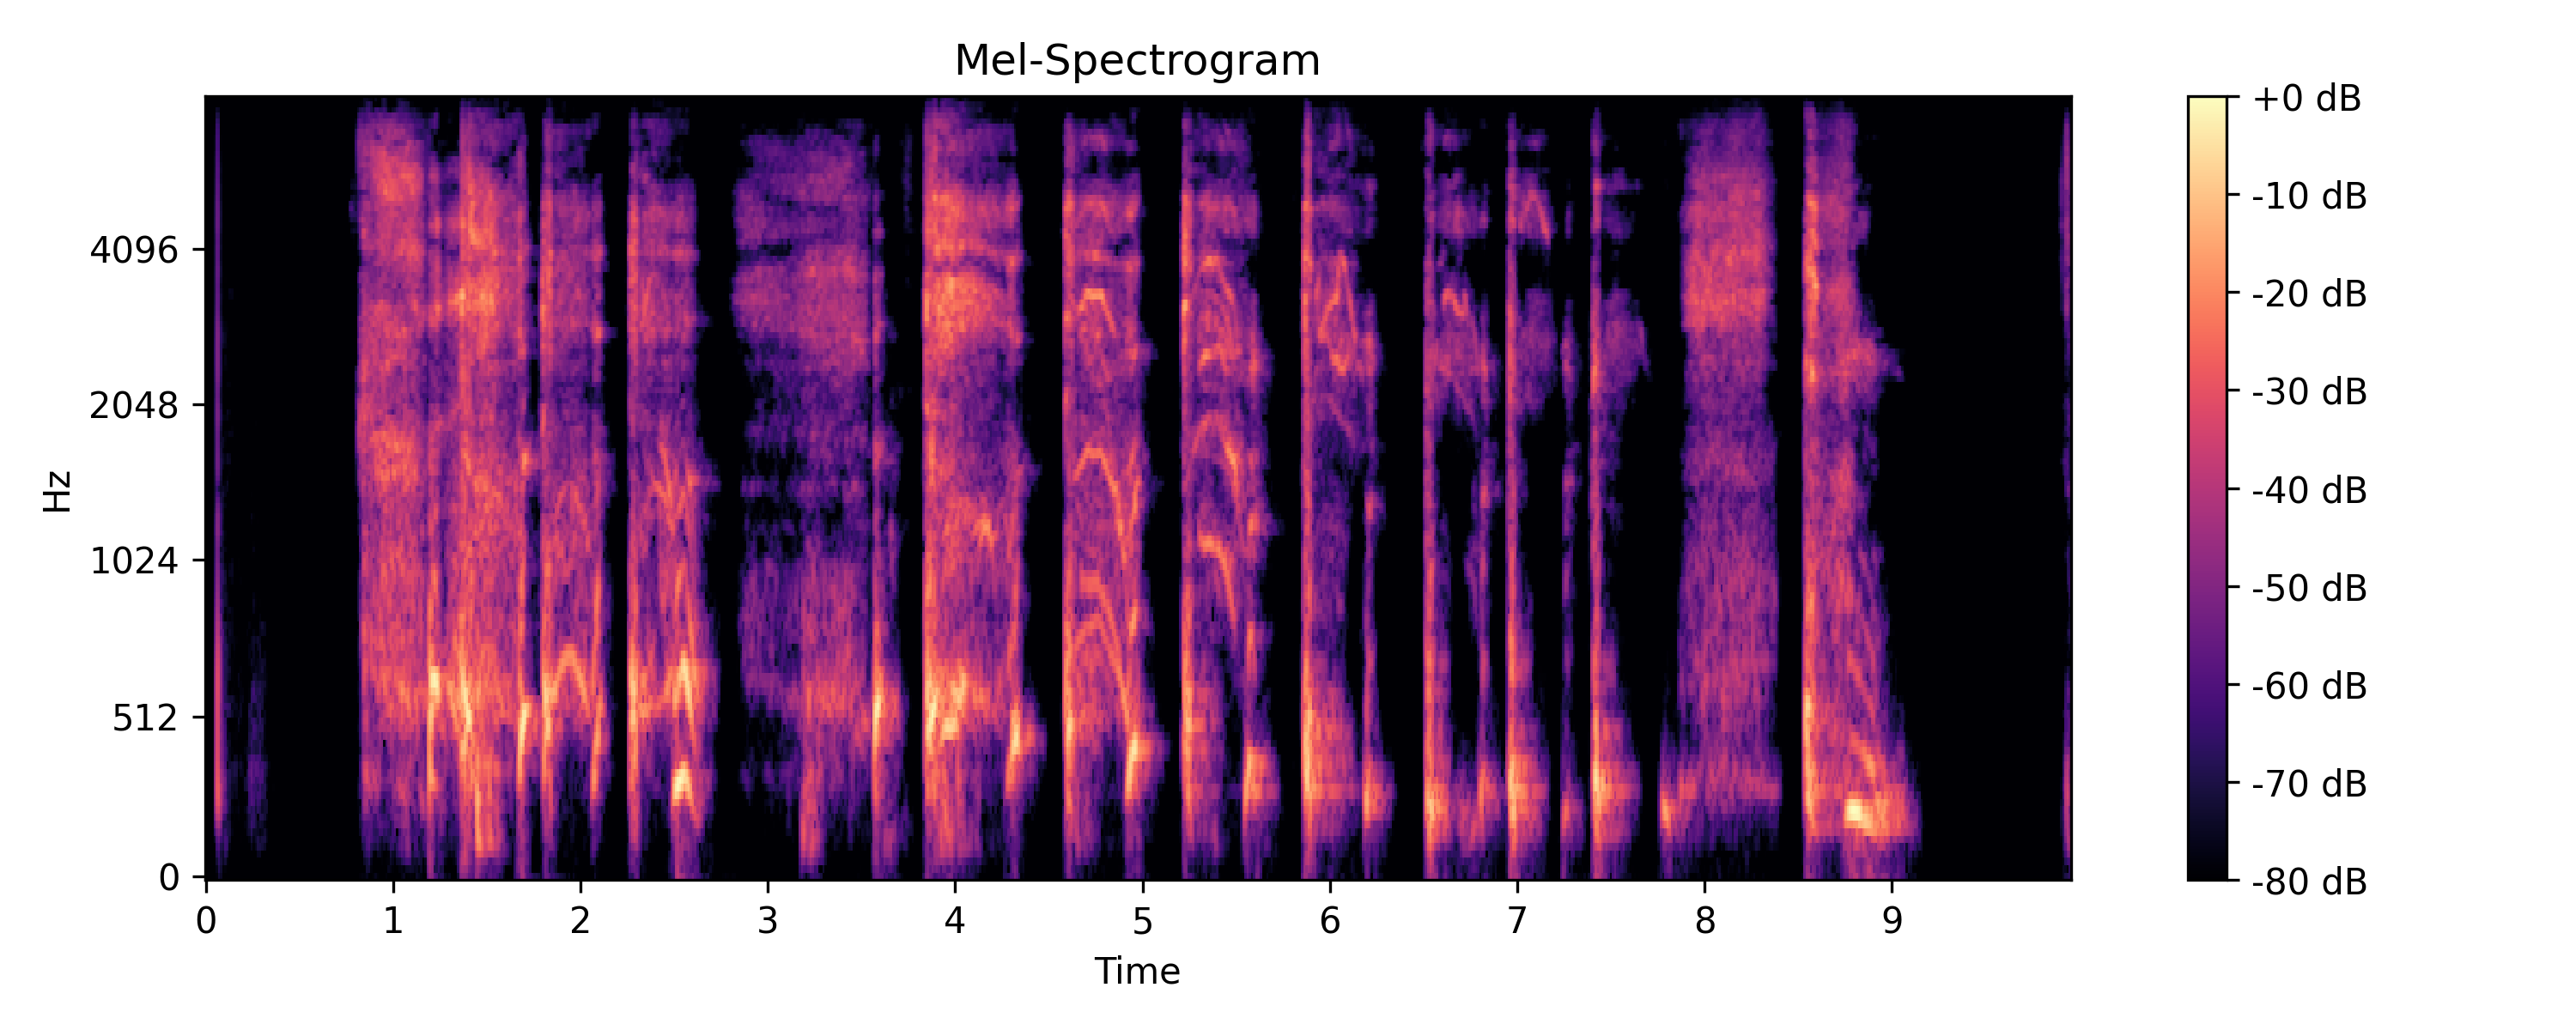 Mel-Spectrogram
+0 dB
-10 dB
-20 dB
-30 dB
-40 dB
-50 dB
-60 dB
-70 dB
-80 dB
Hz
4096
2048
1024
512
0
0 1 2 3 4 5 6 7 8 9
Time